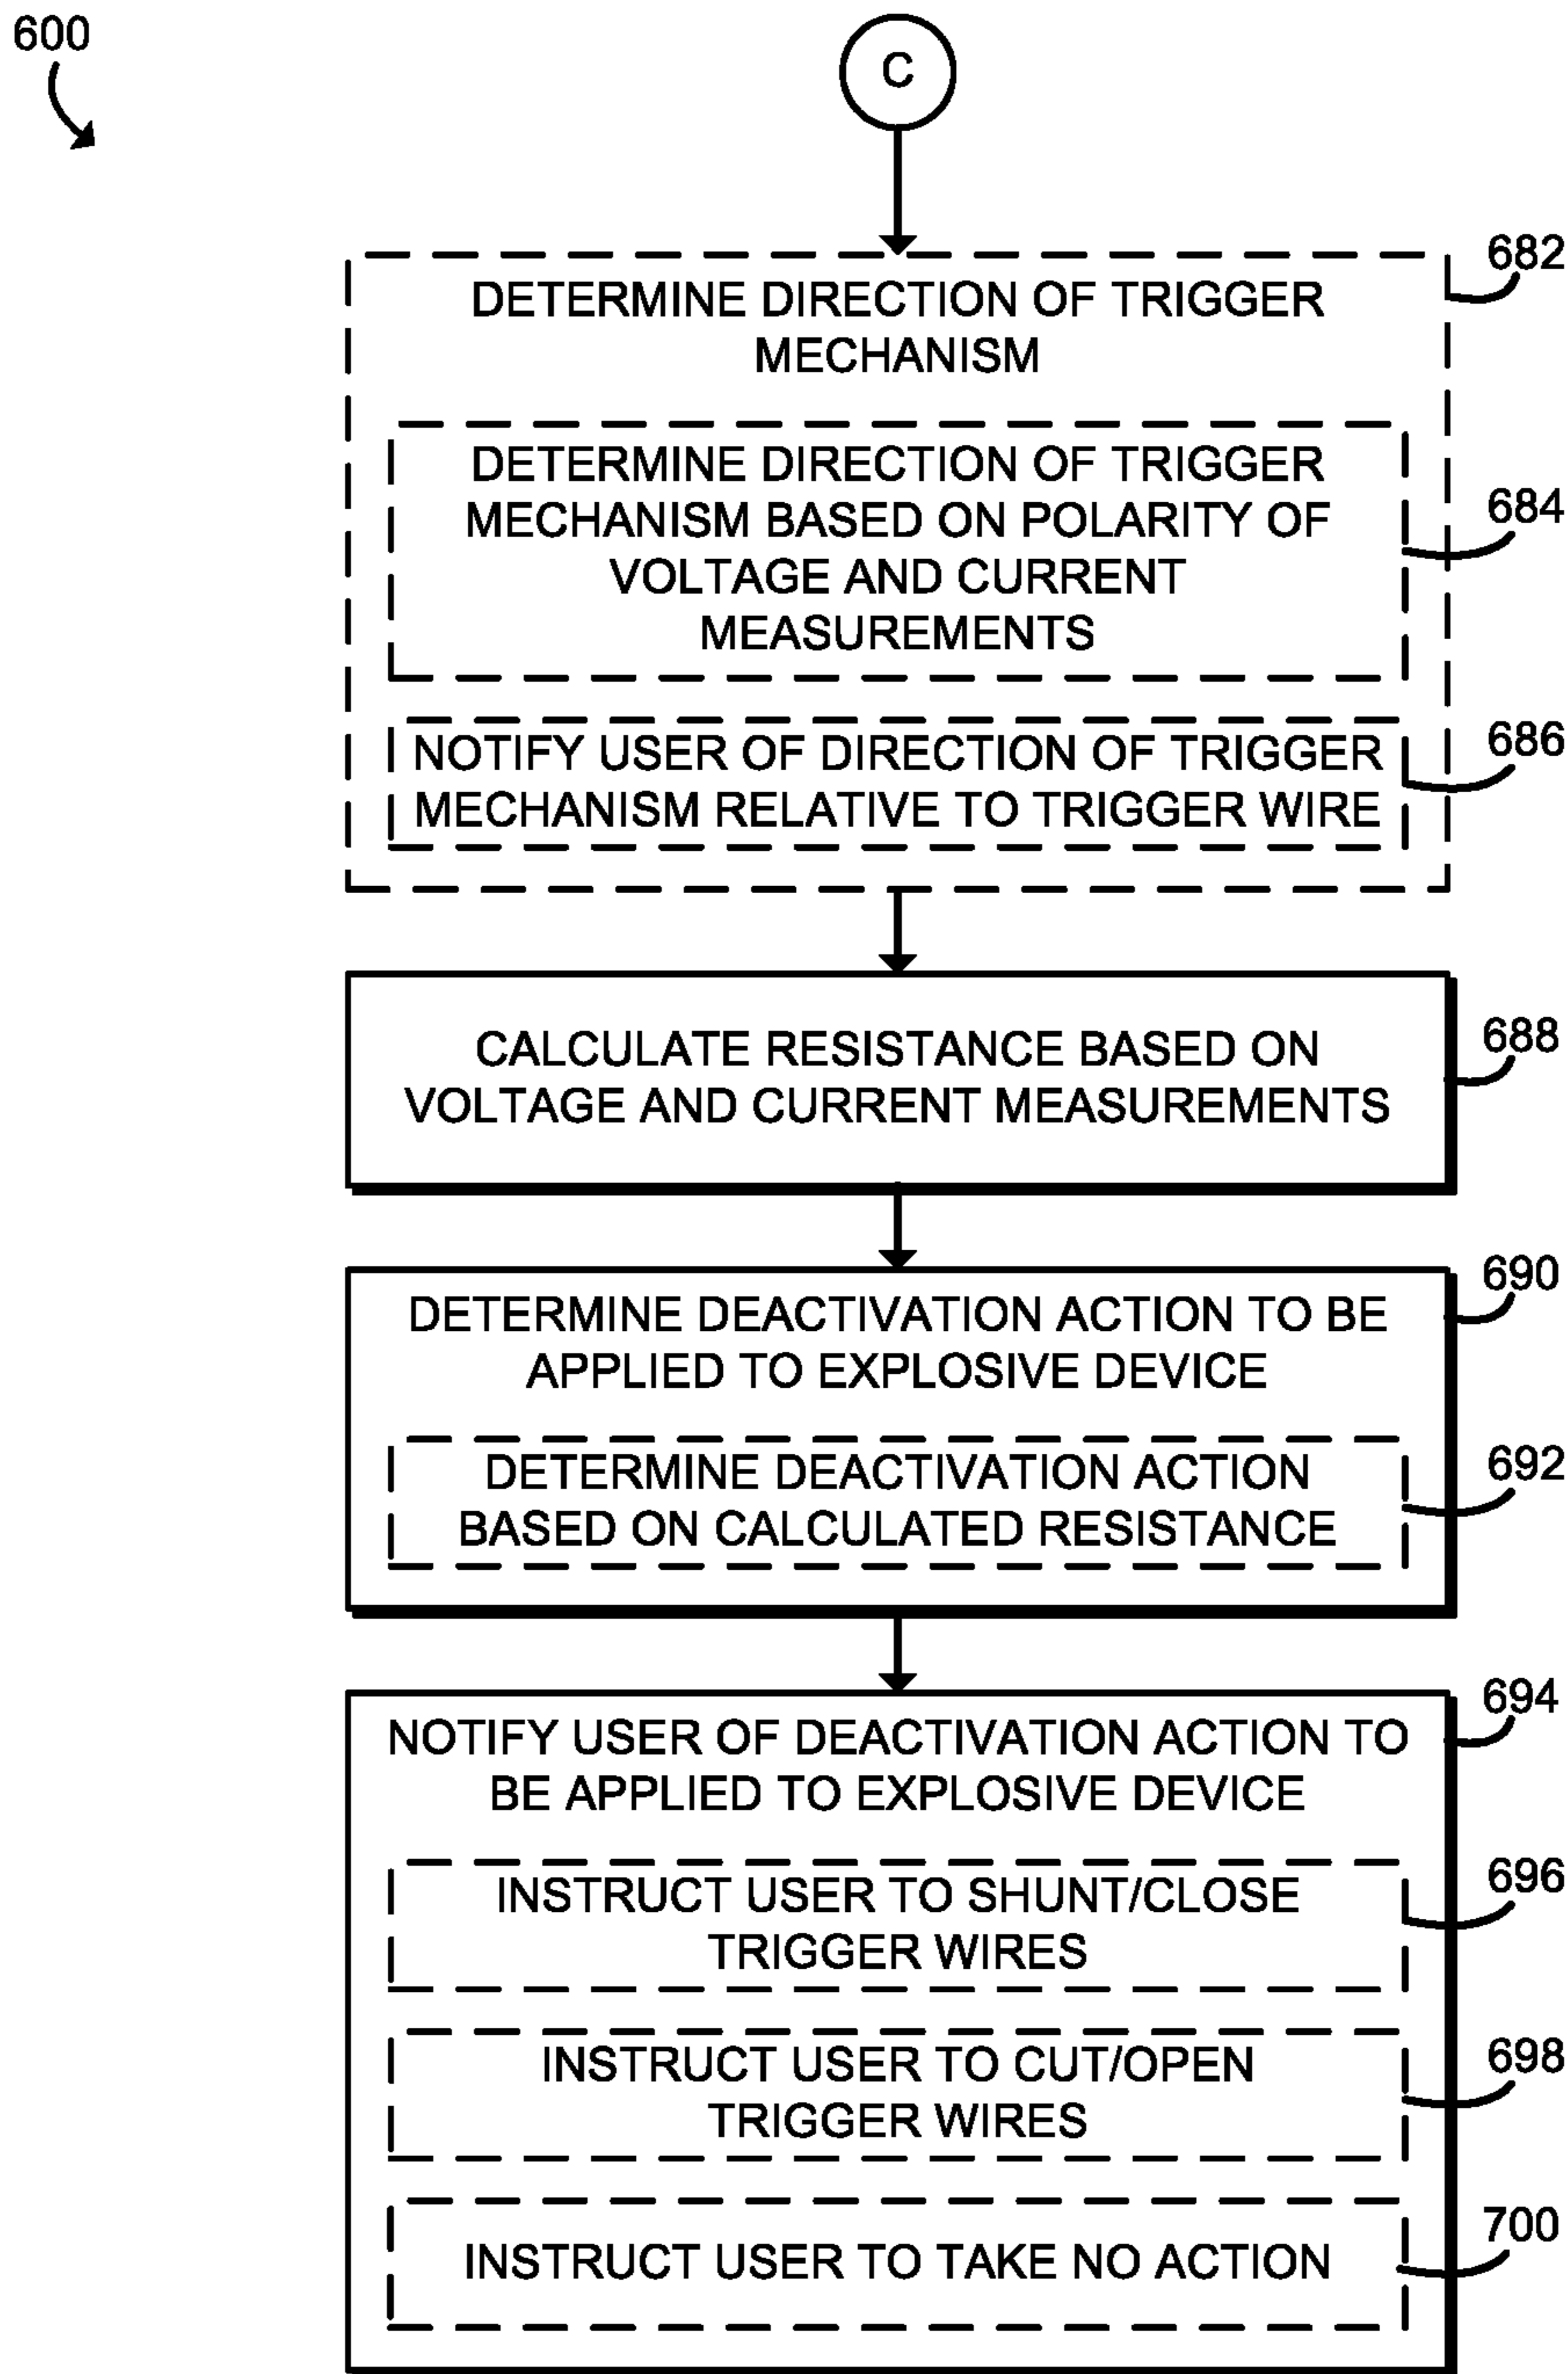 600
C
682
DETERMINE DIRECTION OF TRIGGER
MECHANISM
DETERMINE DIRECTION OF TRIGGER
MECHANISM BASED ON POLARITY OF
VOLTAGE AND CURRENT
MEASUREMENTS
684
NOTIFY USER OF DIRECTION OF TRIGGER
MECHANISM RELATIVE TO TRIGGER WIRE
686
CALCULATE RESISTANCE BASED ON
VOLTAGE AND CURRENT MEASUREMENTS
688
DETERMINE DEACTIVATION ACTION TO BE
APPLIED TO EXPLOSIVE DEVICE
690
DETERMINE DEACTIVATION ACTION
BASED ON CALCULATED RESISTANCE
692
NOTIFY USER OF DEACTIVATION ACTION TO
BE APPLIED TO EXPLOSIVE DEVICE
694
INSTRUCT USER TO SHUNT/CLOSE
TRIGGER WIRES
696
INSTRUCT USER TO CUT/OPEN
TRIGGER WIRES
698
INSTRUCT USER TO TAKE NO ACTION
700